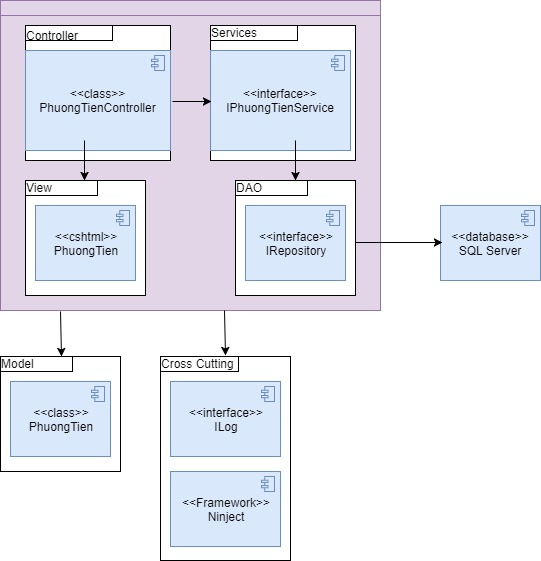 Controller
<<class>>
PhuongTienController
Services
<<interface>>
IPhuongTienService
View
<<cshtml>>
PhuongTien
DAO
<<interface>>
IRepository
<<database>>
SQL Server
Model
<<class>>
PhuongTien
Cross Cutting
<<interface>>
ILog
<<Framework>>
Ninject